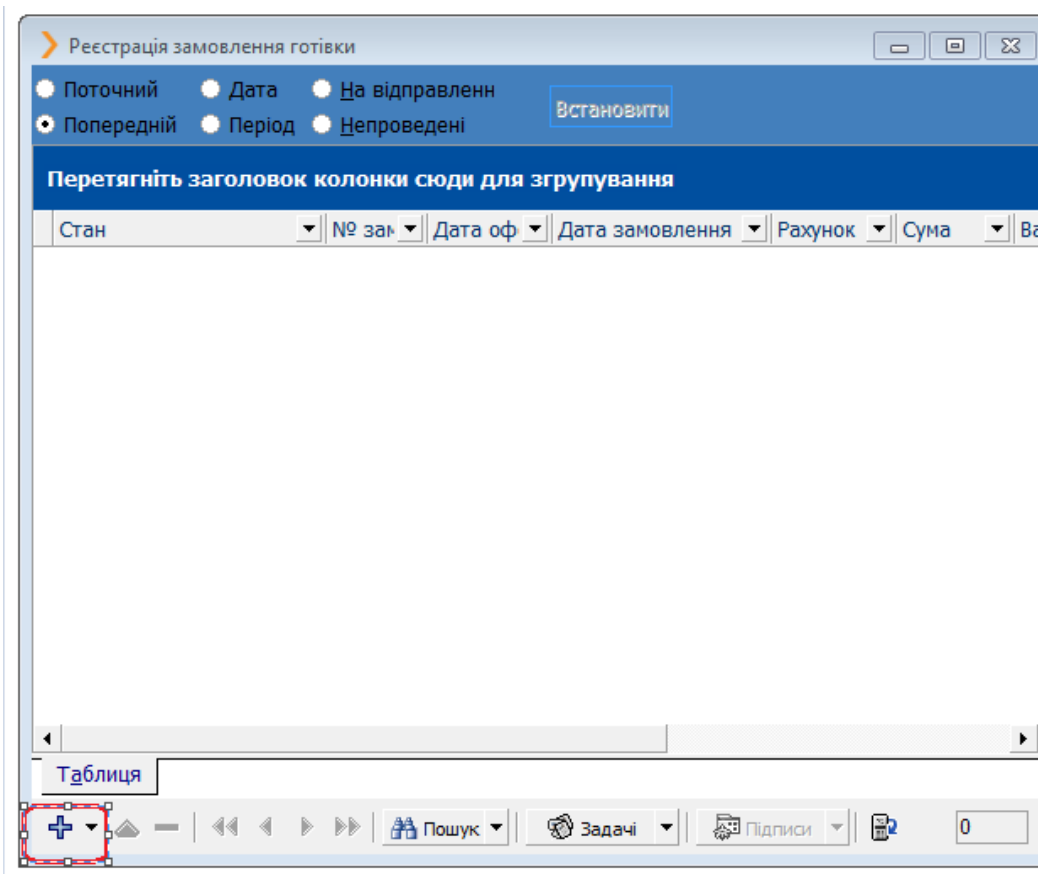 Реєстрація замовлення готівки
Поточний Дата На відправленн
Встановити
Попередній Період Непроведені
Перетягніть заголовок колонки сюди для згрупування
Стан № зам Дата оф Дата замовлення Рахунок Сума Ва
Таблиця
Пошук Задачі Підписи 0